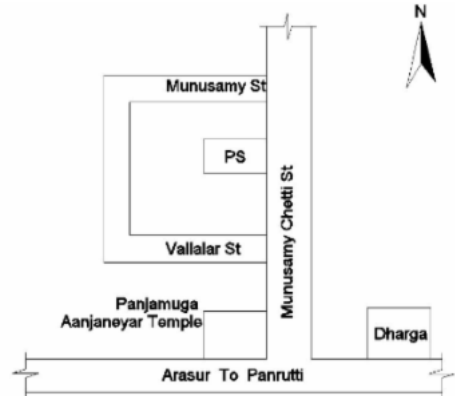 N
Munusamy St
PS
Munusamy Chetti St
Vallalar St
Panjamuga
Aanjaneyar Temple
Dharga
Arasur To Panrutti